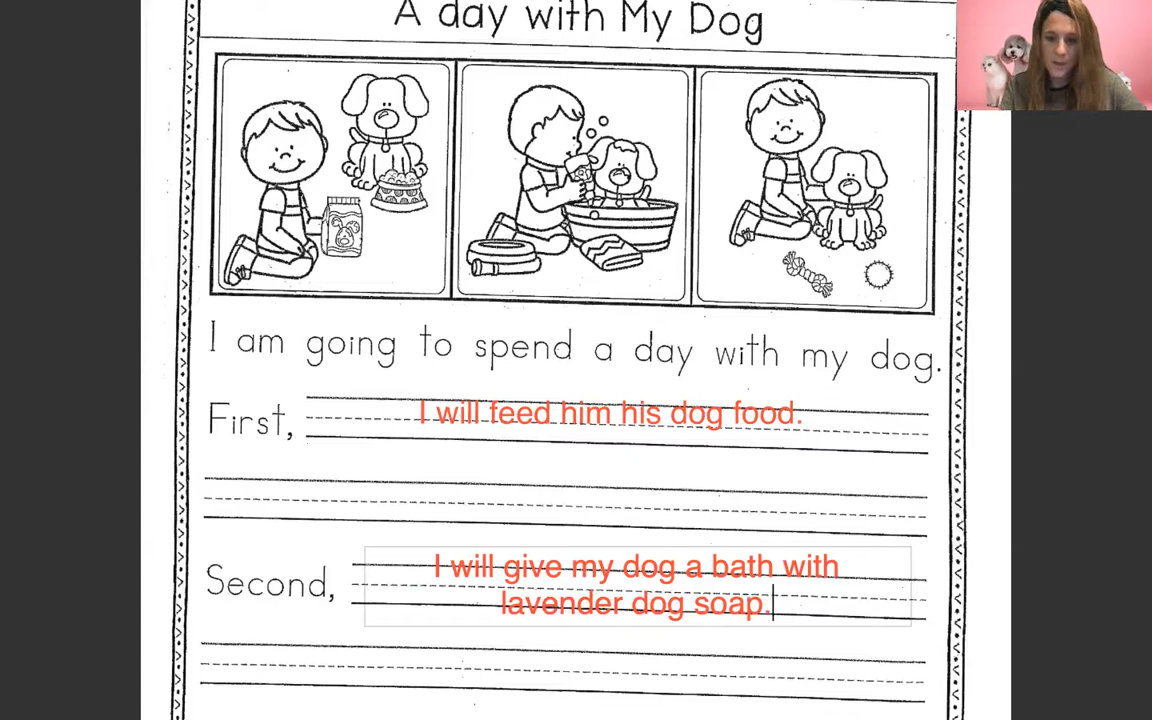 A day with My Dog
I am going to spend a day with my dog.
First, I will feed him his dog food.
Second, I will give my dog a bath with
lavender dog soap.